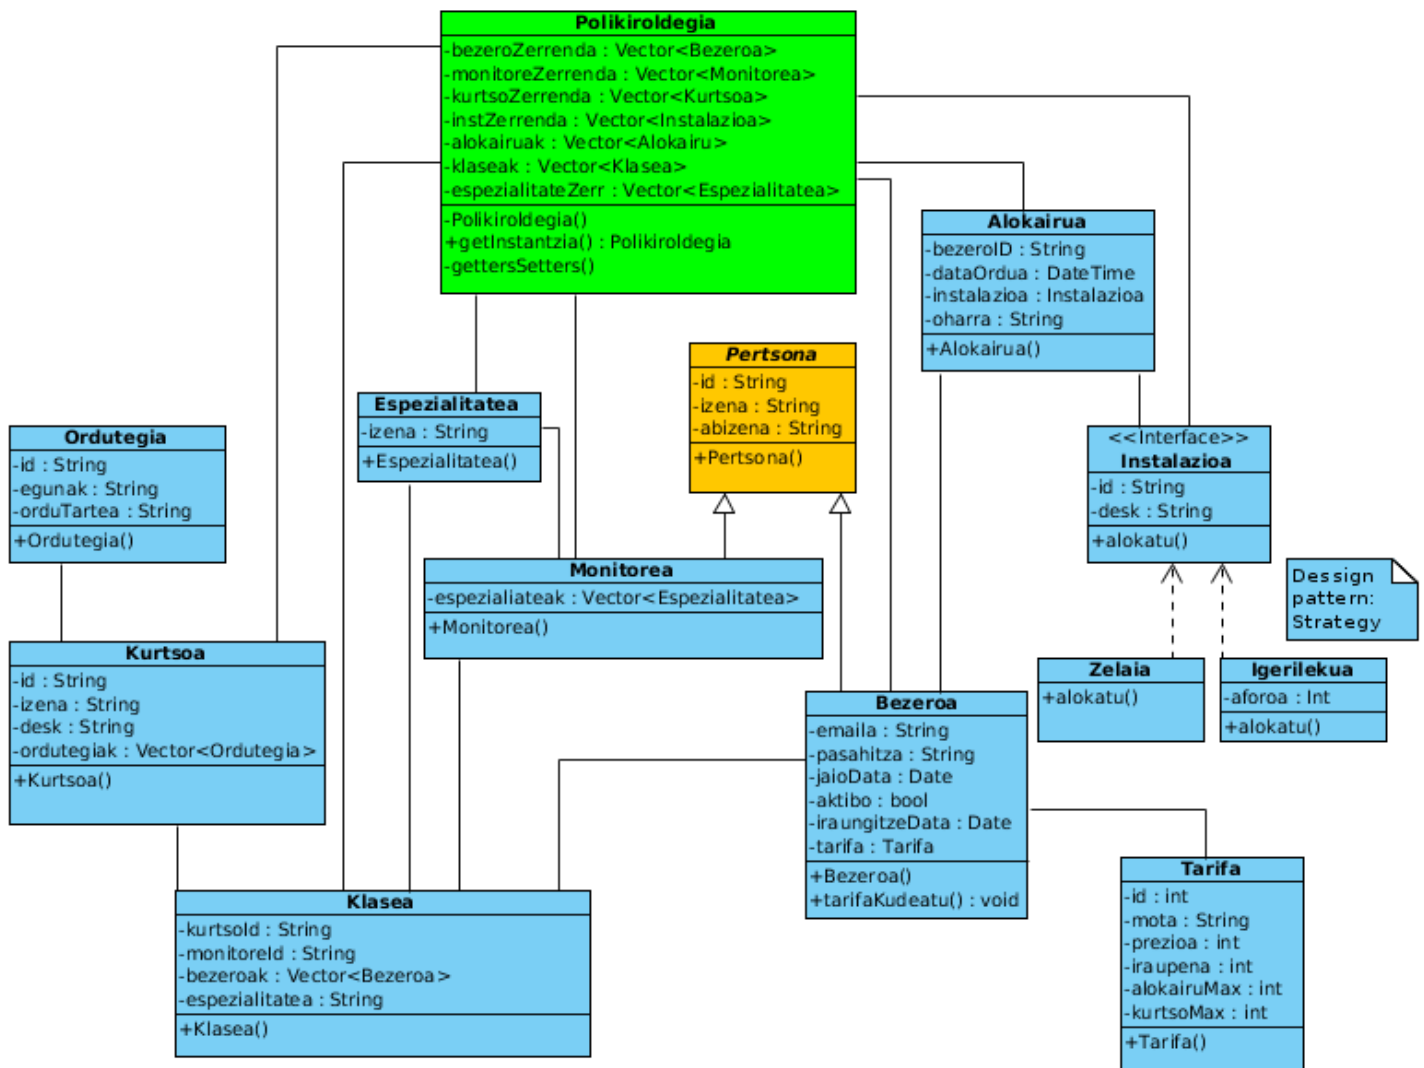 Polikiroldegia
-bezeroZerrenda : Vector<Bezeroa>
-monitoreZerrenda : Vector<Monitorea>
-kurtsoZerrenda : Vector<Kurtsoa>
-instZerrenda : Vector<Instalazioa>
-alokairuak : Vector<Alokairu>
-klaseak : Vector<Klasea>
-espezialitateZerr : Vector<Espezialitatea>
-Polikiroldegia()
+getInstantzia() : Polikiroldegia
-gettersSetters()
Alokairua
-bezeroID : String
-dataOrdua : DateTime
-instalazioa : Instalazioa
-oharra : String
+Alokairua()
Pertsona
-id : String
-izena : String
-abizena : String
+Pertsona()
Espezialitatea
-izena : String
+Espezialitatea()
Ordutegia
-id : String
-egunak : String
-orduTartea : String
+Ordutegia()
<<Interface>>
Instalazioa
-id : String
-desk : String
+alokatu()
Dessign
pattern:
Strategy
Monitorea
-espezialiateak : Vector<Espezialitatea>
+Monitorea()
Kurtsoa
-id : String
-izena : String
-desk : String
-ordutegiak : Vector<Ordutegia>
+Kurtsoa()
Zelaia
+alokatu()
Igerilekua
-aforoa : Int
+alokatu()
Bezeroa
-emaila : String
-pasahitza : String
-jaioData : Date
-aktibo : bool
-iraungitzeData : Date
-tarifa : Tarifa
+Bezeroa()
+tarifaKudeatu() : void
Tarifa
-id : int
-mota : String
-prezioa : int
-iraupena : int
-alokairuMax : int
-kurtsoMax : int
+Tarifa()
Klasea
-kurtsoId : String
-monitoreId : String
-bezeroak : Vector<Bezeroa>
-espezialitatea : String
+Klasea()